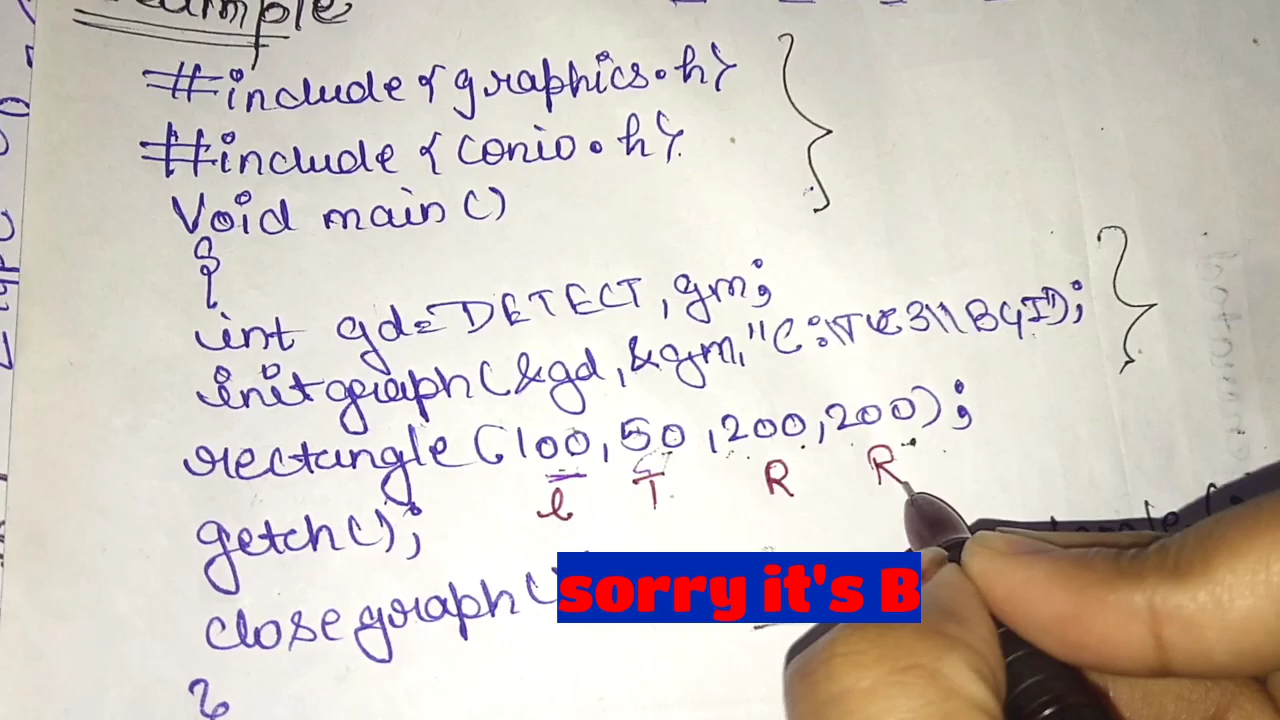 Example
#include {graphics.h}
#include {conio.h}
Void main()
{
int gd=DETECT, gm;
initgraph(&gd, &gm, "C:\\TC31\\BGI");
rectangle (100, 50, 200, 200);
l T R R
getch();
closegraph(
sorry it's B
}